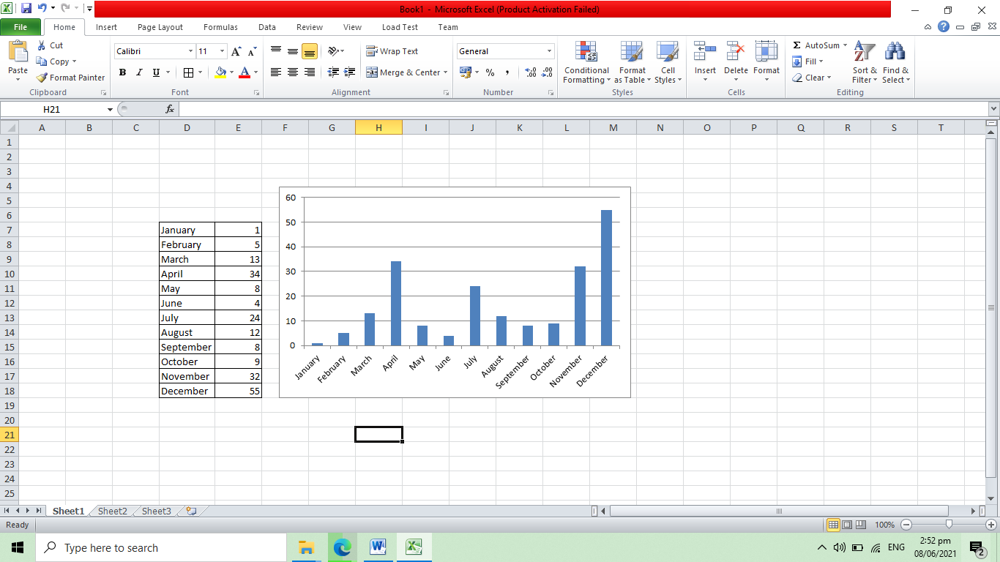 Book1 - Microsoft Excel (Product Activation Failed)
File Home Insert Page Layout Formulas Data Review View Load Test Team
Paste
Cut
Copy
Format Painter
Clipboard
Calibri 11
B I U A
Font
Wrap Text
Merge & Center
Alignment
General
% , .00 .0
Number
Conditional Formatting
Format as Table
Cell Styles
Styles
Insert Delete Format
Cells
Σ AutoSum
Fill
Clear
Sort & Filter
Find & Select
Editing
H21 fx
A B C D E F G H I J K L M N O P Q R S T
1
2
3
4
5
6
7 January 1
8 February 5
9 March 13
10 April 34
11 May 8
12 June 4
13 July 24
14 August 12
15 September 8
16 October 9
17 November 32
18 December 55
19
20
21
22
23
24
25
60
50
40
30
20
10
0
January February March April May June July August September October November December
Sheet1 Sheet2 Sheet3
Ready 100%
Type here to search
ENG
2:52 pm
08/06/2021
2